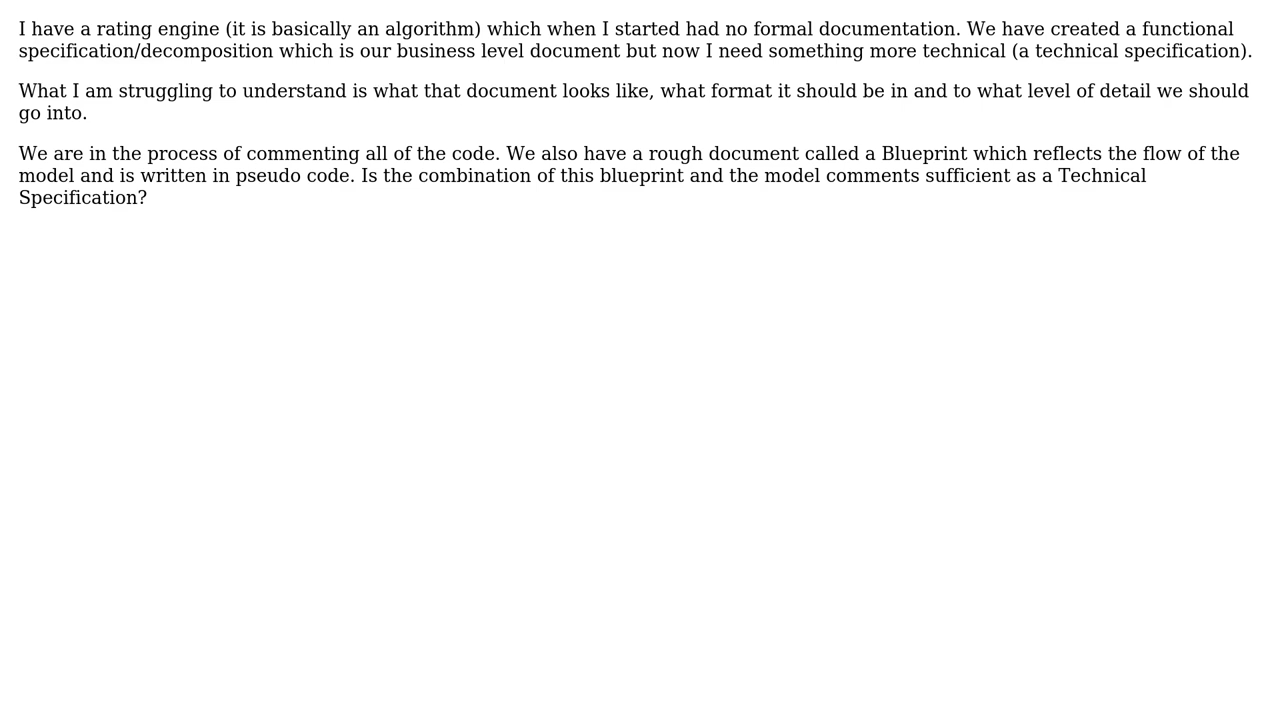 I have a rating engine (it is basically an algorithm) which when I started had no formal documentation. We have created a functional
specification/decomposition which is our business level document but now I need something more technical (a technical specification).
What I am struggling to understand is what that document looks like, what format it should be in and to what level of detail we should
go into.
We are in the process of commenting all of the code. We also have a rough document called a Blueprint which reflects the flow of the
model and is written in pseudo code. Is the combination of this blueprint and the model comments sufficient as a Technical
Specification?